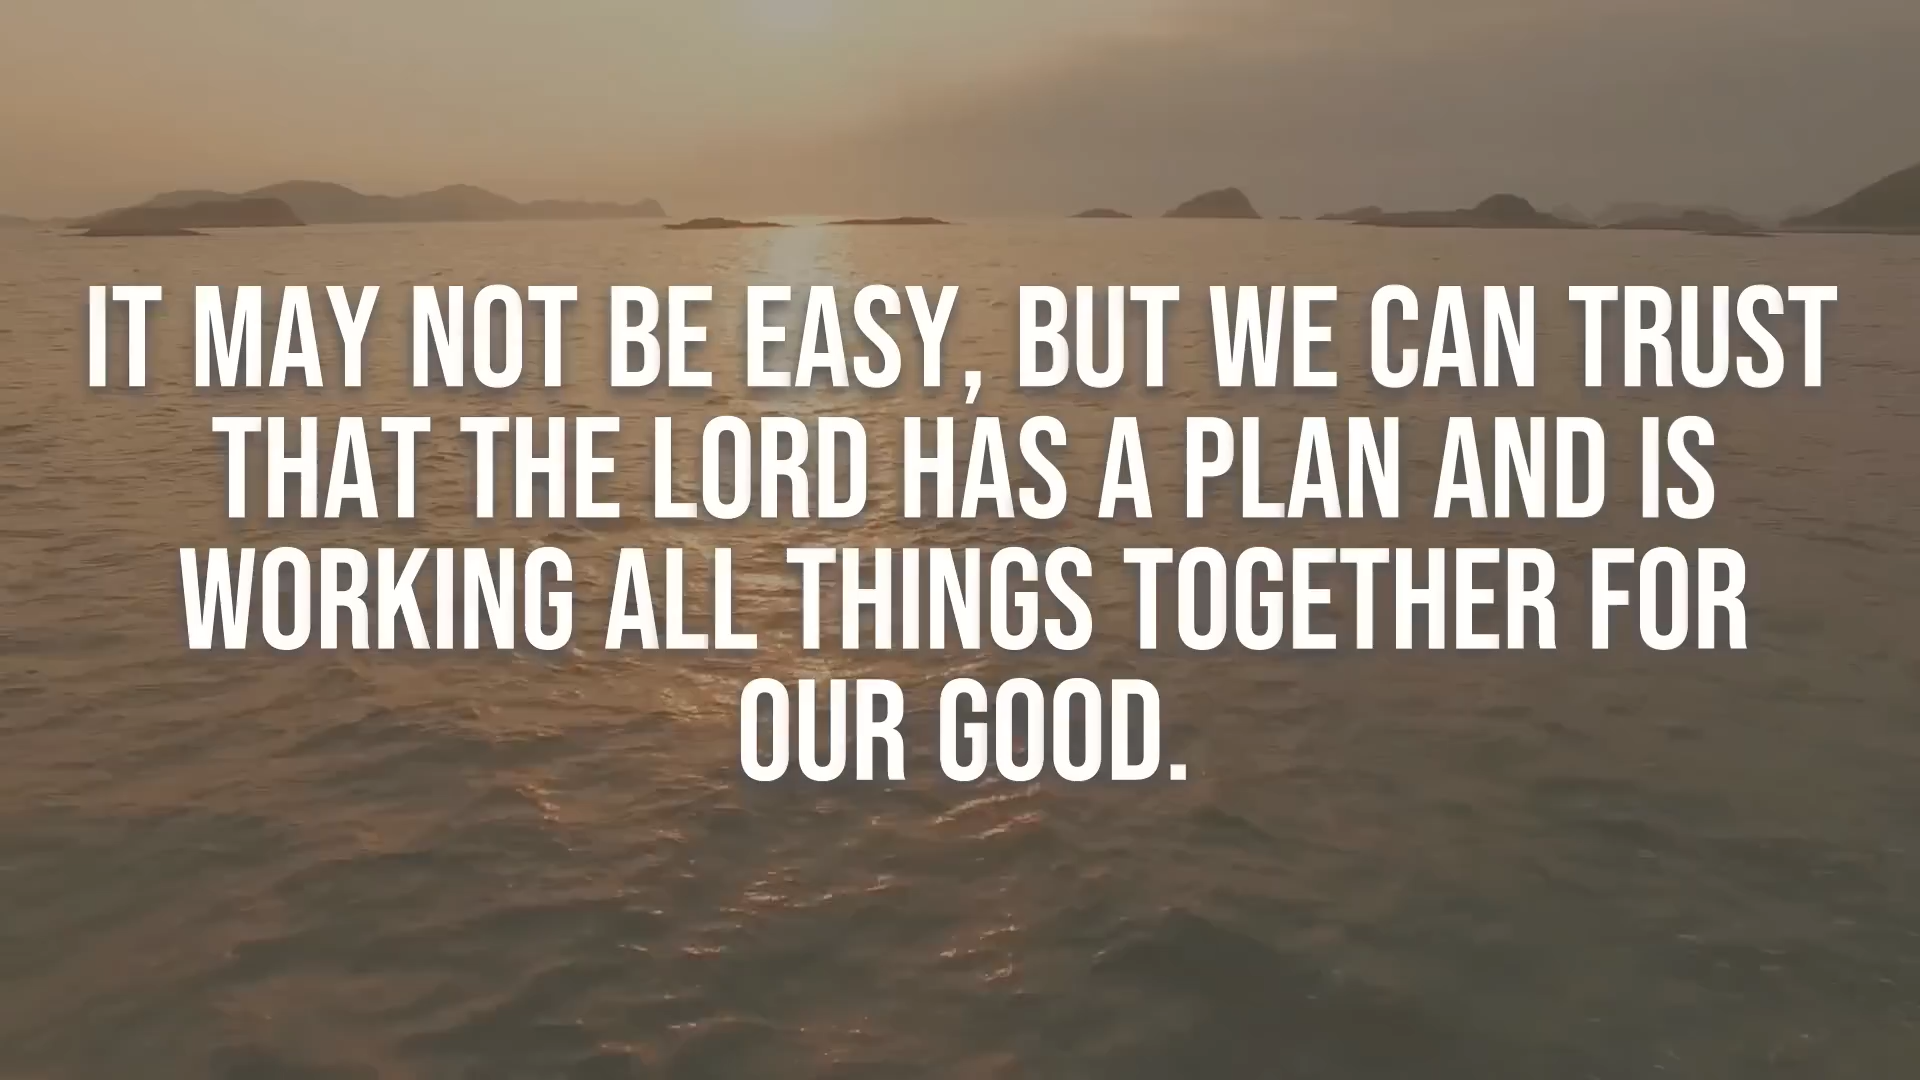 IT MAY NOT BE EASY, BUT WE CAN TRUST
THAT THE LORD HAS A PLAN AND IS
WORKING ALL THINGS TOGETHER FOR
OUR GOOD.